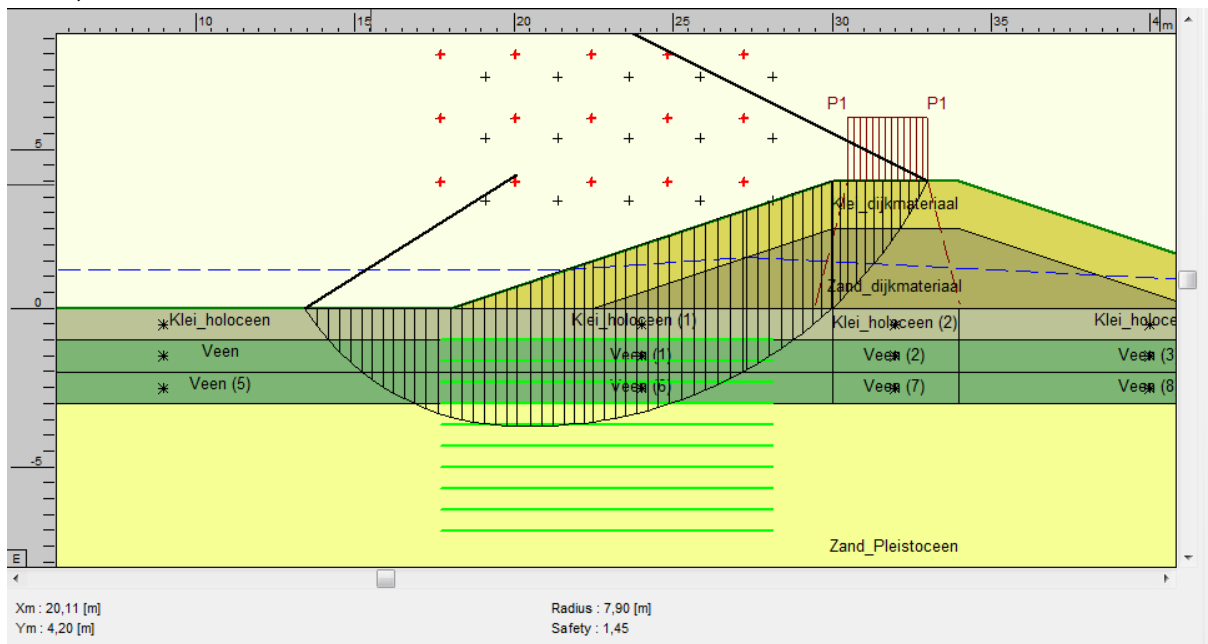 10 15 20 25 30 35 4 m
P1 P1
5
Klei_dijkmateriaal
0
Zand_dijkmateriaal
Klei_holoceen Klei_holoceen (1) Klei_holoceen (2) Klei_holoce
Veen Veen (1) Veen (2) Veen (3
Veen (5) Veen (6) Veen (7) Veen (8
-5
Zand_Pleistoceen
E
Xm : 20,11 [m] Radius : 7,90 [m]
Ym : 4,20 [m] Safety : 1,45